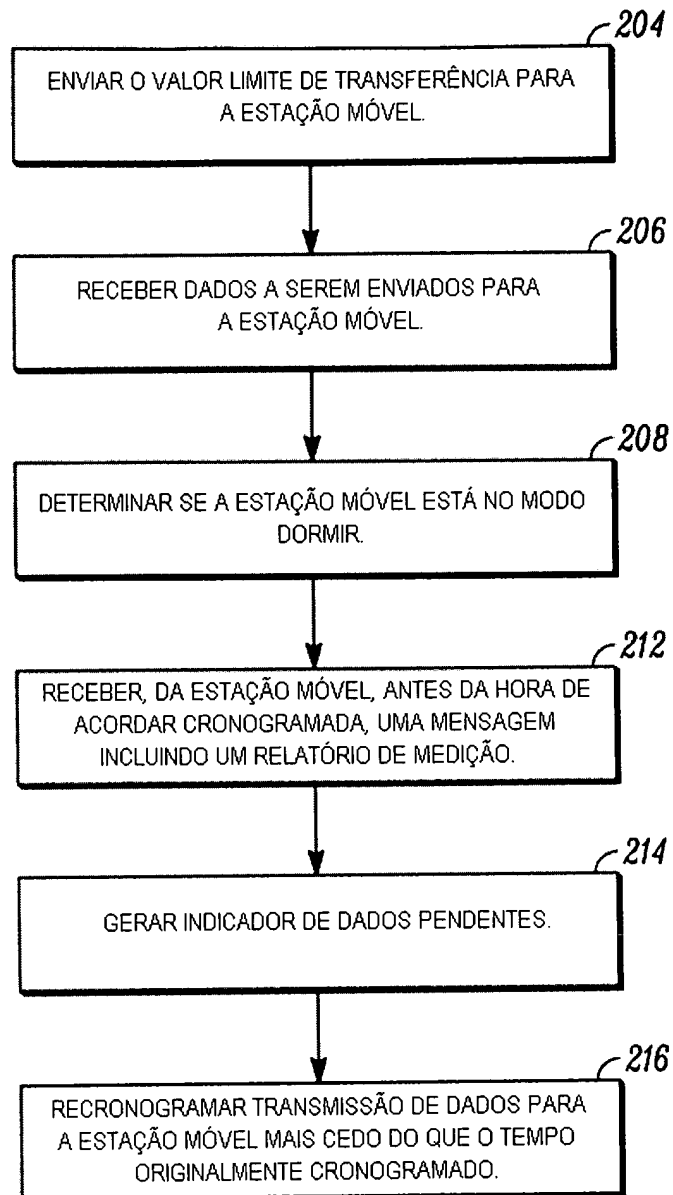 204
ENVIAR O VALOR LIMITE DE TRANSFERÊNCIA PARA
A ESTAÇÃO MÓVEL.
206
RECEBER DADOS A SEREM ENVIADOS PARA
A ESTAÇÃO MÓVEL.
208
DETERMINAR SE A ESTAÇÃO MÓVEL ESTÁ NO MODO
DORMIR.
212
RECEBER, DA ESTAÇÃO MÓVEL, ANTES DA HORA DE
ACORDAR CRONOGRAMADA, UMA MENSAGEM
INCLUINDO UM RELATÓRIO DE MEDIÇÃO.
214
GERAR INDICADOR DE DADOS PENDENTES.
216
RECRONOGRAMAR TRANSMISSÃO DE DADOS PARA
A ESTAÇÃO MÓVEL MAIS CEDO DO QUE O TEMPO
ORIGINALMENTE CRONOGRAMADO.